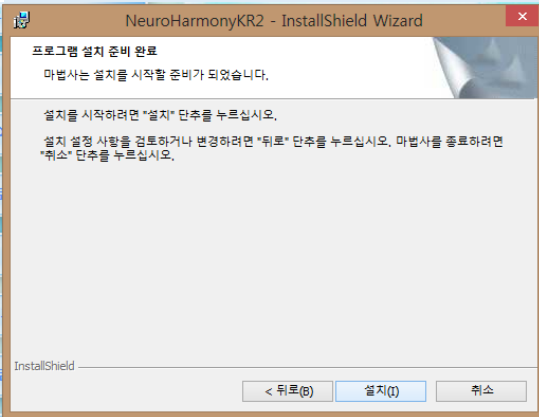 NeuroHarmonyKR2 - InstallShield Wizard
프로그램 설치 준비 완료
마법사는 설치를 시작할 준비가 되었습니다.
설치를 시작하려면 "설치" 단추를 누르십시오.
설치 설정 사항을 검토하거나 변경하려면 "뒤로" 단추를 누르십시오. 마법사를 종료하려면
"취소" 단추를 누르십시오.
InstallShield
< 뒤로(B) 설치(I) 취소